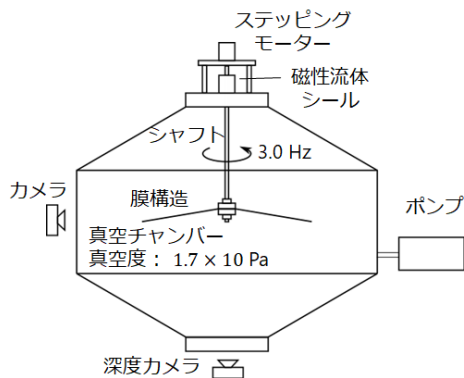 ステッピング
モーター
磁性流体
シール
シャフト
3.0 Hz
カメラ
膜構造
ポンプ
真空チャンバー
真空度： 1.7 × 10 Pa
深度カメラ